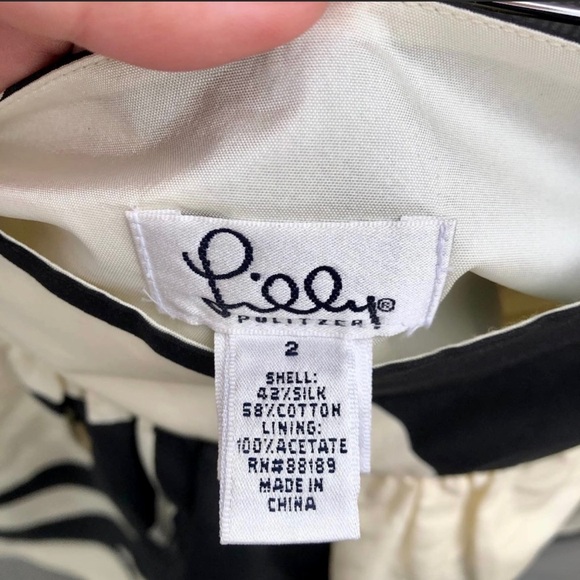 Lilly®
PULITZER®
2
SHELL:
42%SILK
58%COTTON
LINING:
100%ACETATE
RN#88189
MADE IN
CHINA